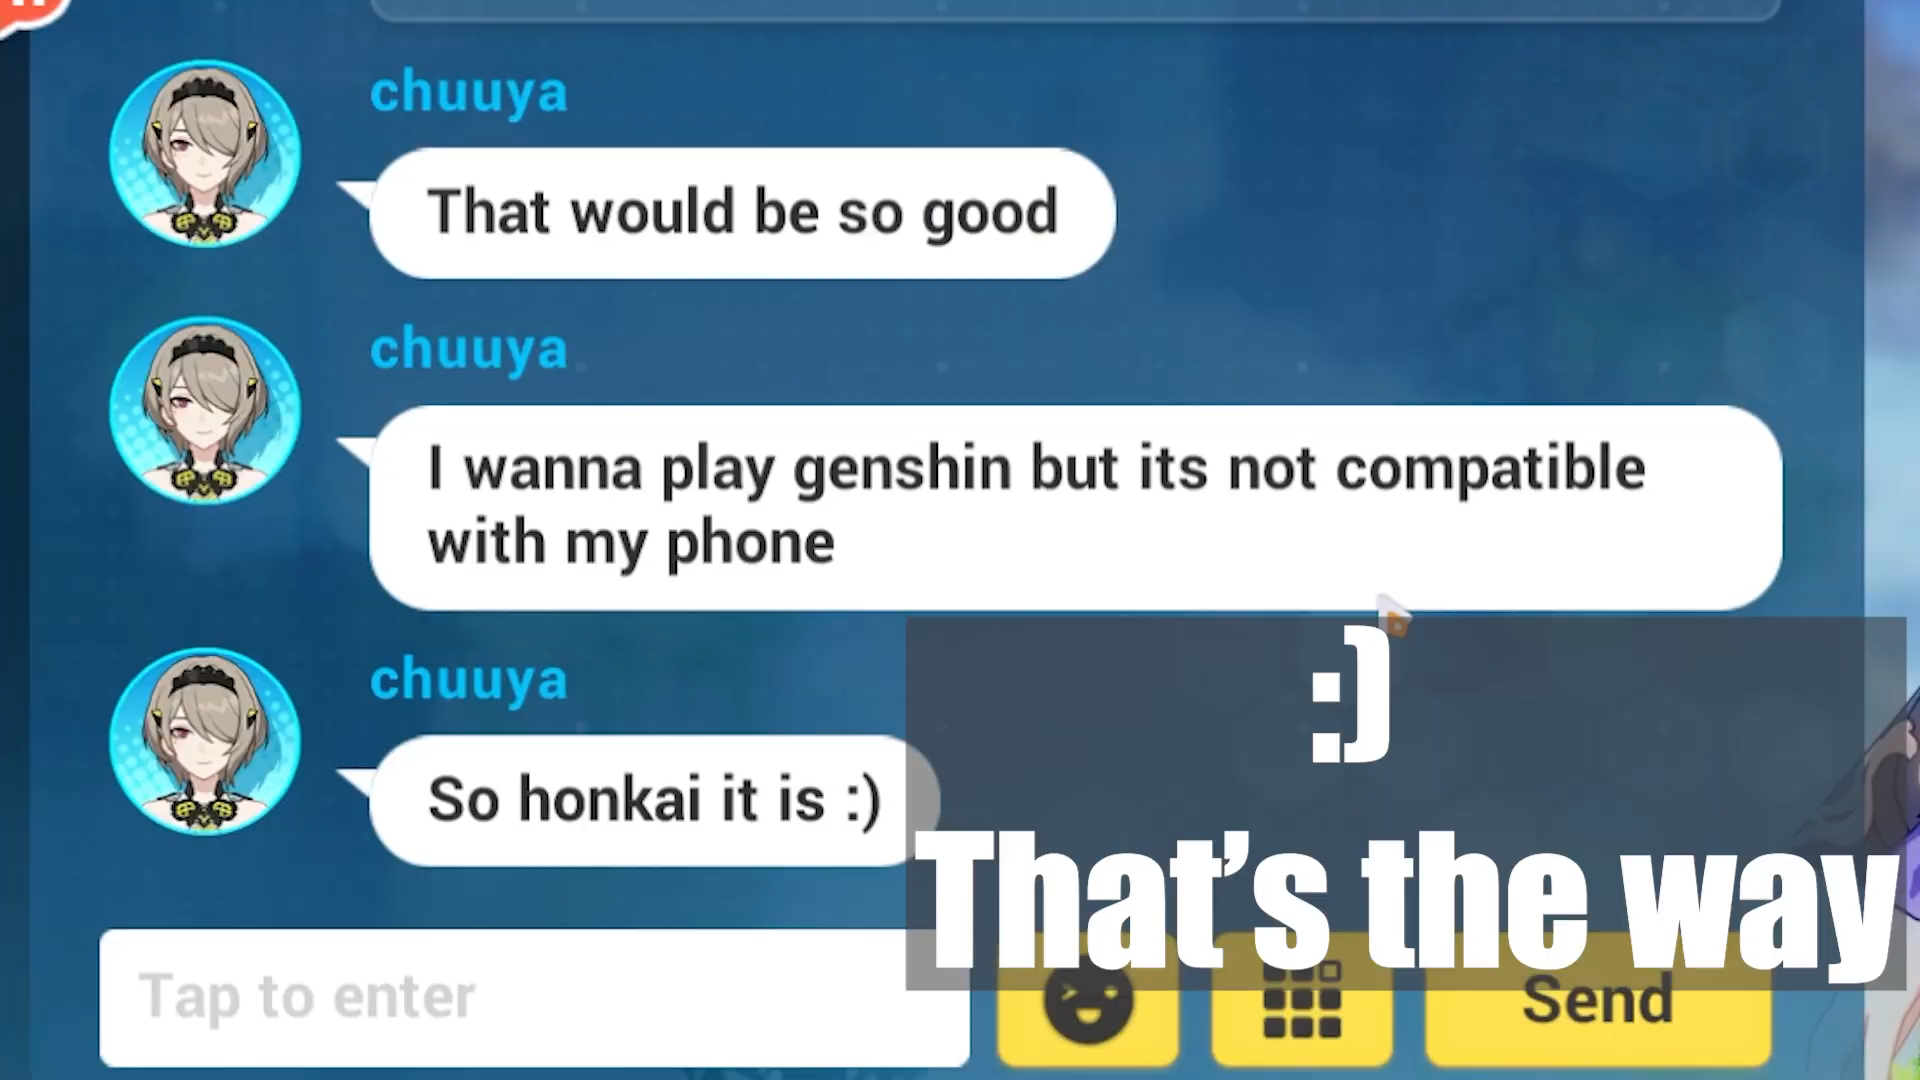 chuuya
That would be so good
chuuya
I wanna play genshin but its not compatible
with my phone
chuuya
So honkai it is :)
:)
That's the way
Tap to enter
Send